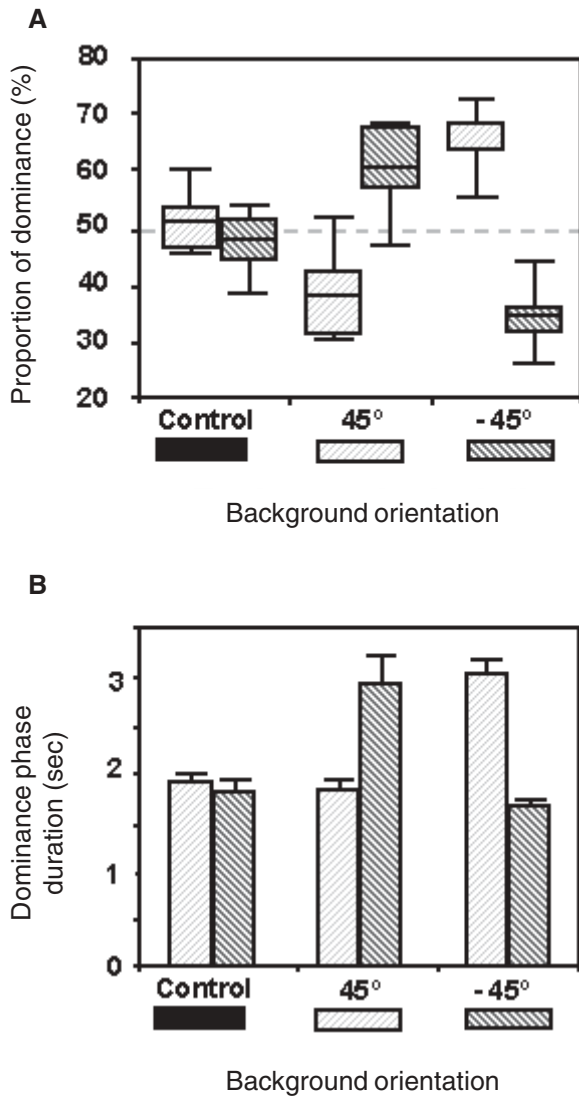 A
Proportion of dominance (%)
80
70
60
50
40
30
20
Control 45° - 45°
Background orientation
B
Dominance phase
duration (sec)
3
2
1
0
Control 45° - 45°
Background orientation